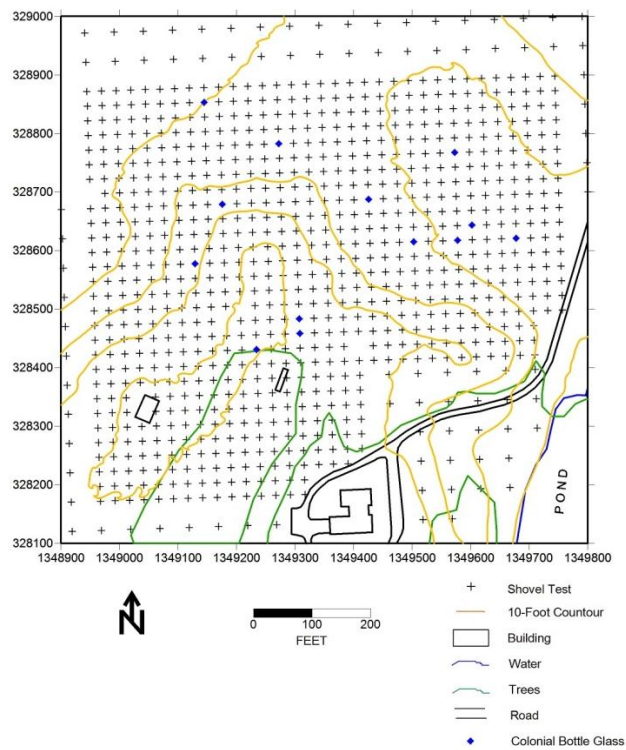 329000
328900
328800
328700
328600
328500
328400
328300
328200
328100
POND
1348900 1349000 1349100 1349200 1349300 1349400 1349500 1349600 1349700 1349800
N
0 100 200
FEET
Shovel Test
10-Foot Countour
Building
Water
Trees
Road
Colonial Bottle Glass